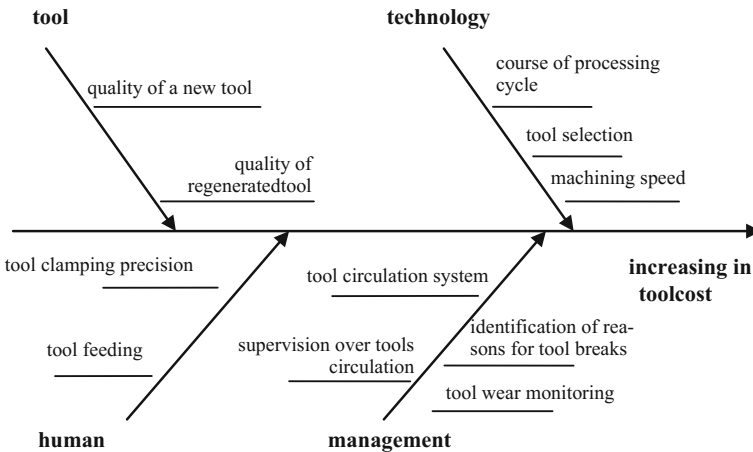 tool
technology
quality of a new tool
course of processing
cycle
tool selection
quality of
regeneratedtool
machining speed
tool clamping precision
tool circulation system
increasing in
toolcost
identification of rea-
sons for tool breaks
tool feeding
supervision over tools
circulation
tool wear monitoring
human
management